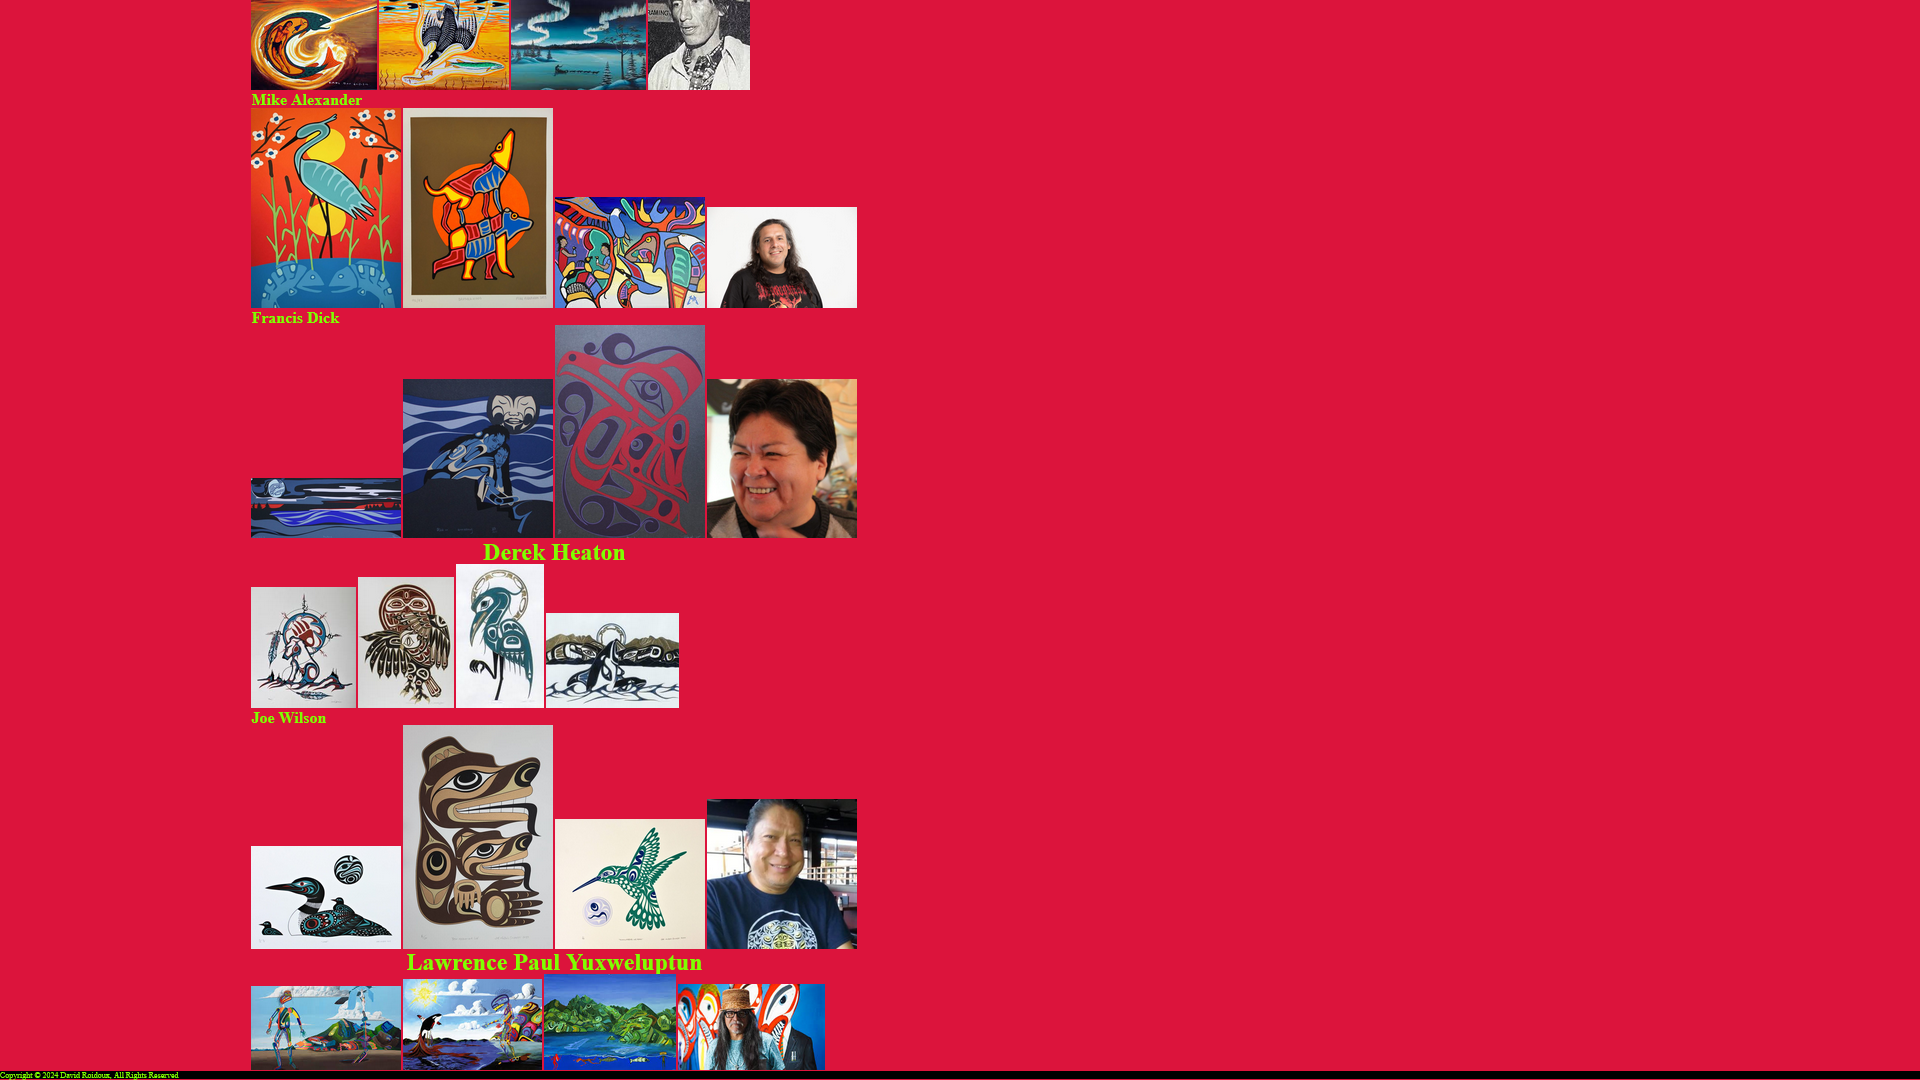 Mike Alexander
Francis Dick
Derek Heaton
Joe Wilson
Lawrence Paul Yuxweluptun
Copyright © 2024 David Roidoux, All Rights Reserved